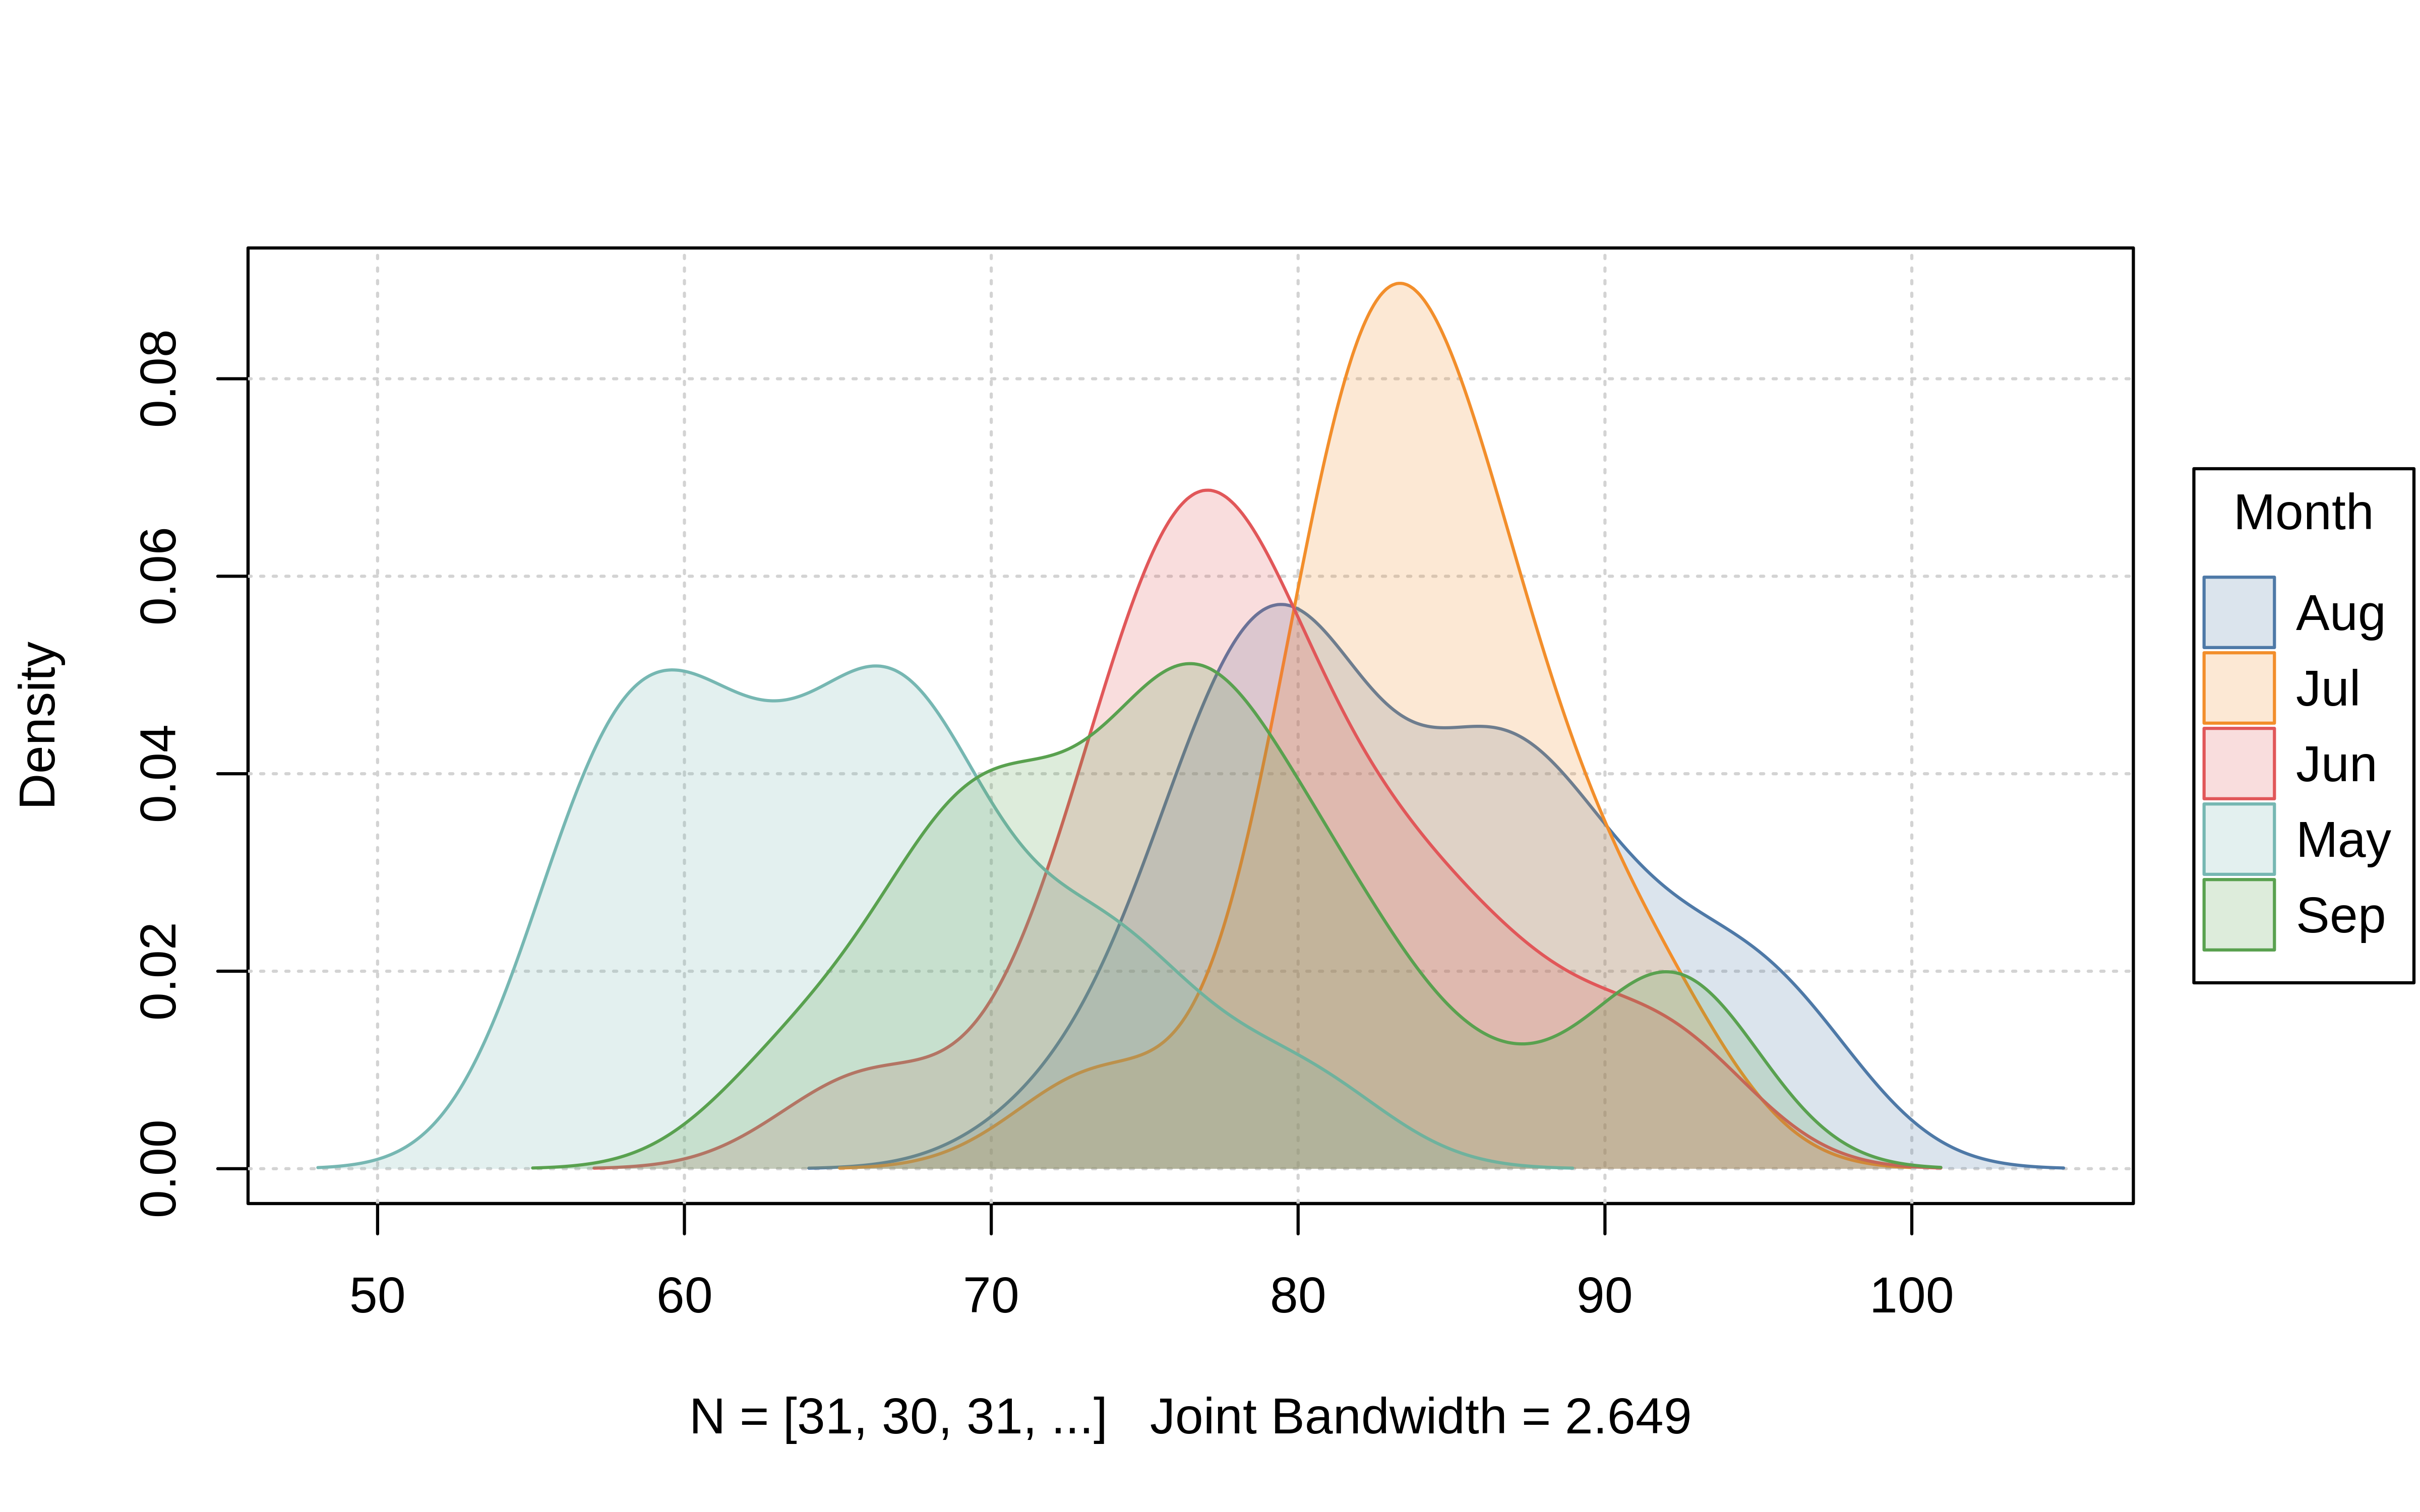 Density
0.08
0.06
0.04
0.02
0.00
50 60 70 80 90 100
N = [31, 30, 31, ...]   Joint Bandwidth = 2.649
Month
Aug
Jul
Jun
May
Sep